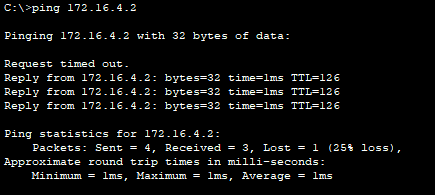 C:\>ping 172.16.4.2
Pinging 172.16.4.2 with 32 bytes of data:
Request timed out.
Reply from 172.16.4.2: bytes=32 time=1ms TTL=126
Reply from 172.16.4.2: bytes=32 time=1ms TTL=126
Reply from 172.16.4.2: bytes=32 time=1ms TTL=126
Ping statistics for 172.16.4.2:
Packets: Sent = 4, Received = 3, Lost = 1 (25% loss),
Approximate round trip times in milli-seconds:
Minimum = 1ms, Maximum = 1ms, Average = 1ms